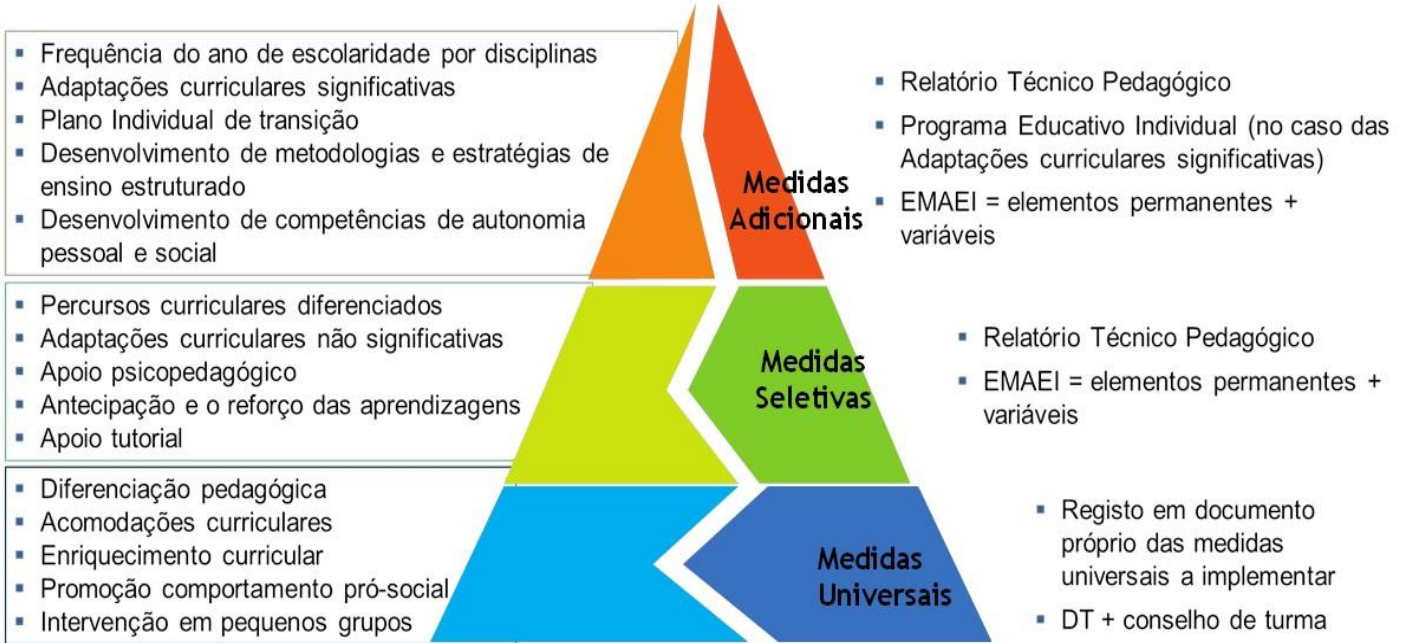 ▪ Frequência do ano de escolaridade por disciplinas
▪ Adaptações curriculares significativas
▪ Plano Individual de transição
▪ Desenvolvimento de metodologias e estratégias de
ensino estruturado
▪ Desenvolvimento de competências de autonomia
pessoal e social
Medidas
Adicionais
▪ Relatório Técnico Pedagógico
▪ Programa Educativo Individual (no caso das
Adaptações curriculares significativas)
▪ EMAEI = elementos permanentes +
variáveis
▪ Percursos curriculares diferenciados
▪ Adaptações curriculares não significativas
▪ Apoio psicopedagógico
▪ Antecipação e o reforço das aprendizagens
▪ Apoio tutorial
Medidas
Seletivas
▪ Relatório Técnico Pedagógico
▪ EMAEI = elementos permanentes +
variáveis
▪ Diferenciação pedagógica
▪ Acomodações curriculares
▪ Enriquecimento curricular
▪ Promoção comportamento pró-social
▪ Intervenção em pequenos grupos
Medidas
Universais
▪ Registo em documento
próprio das medidas
universais a implementar
▪ DT + conselho de turma